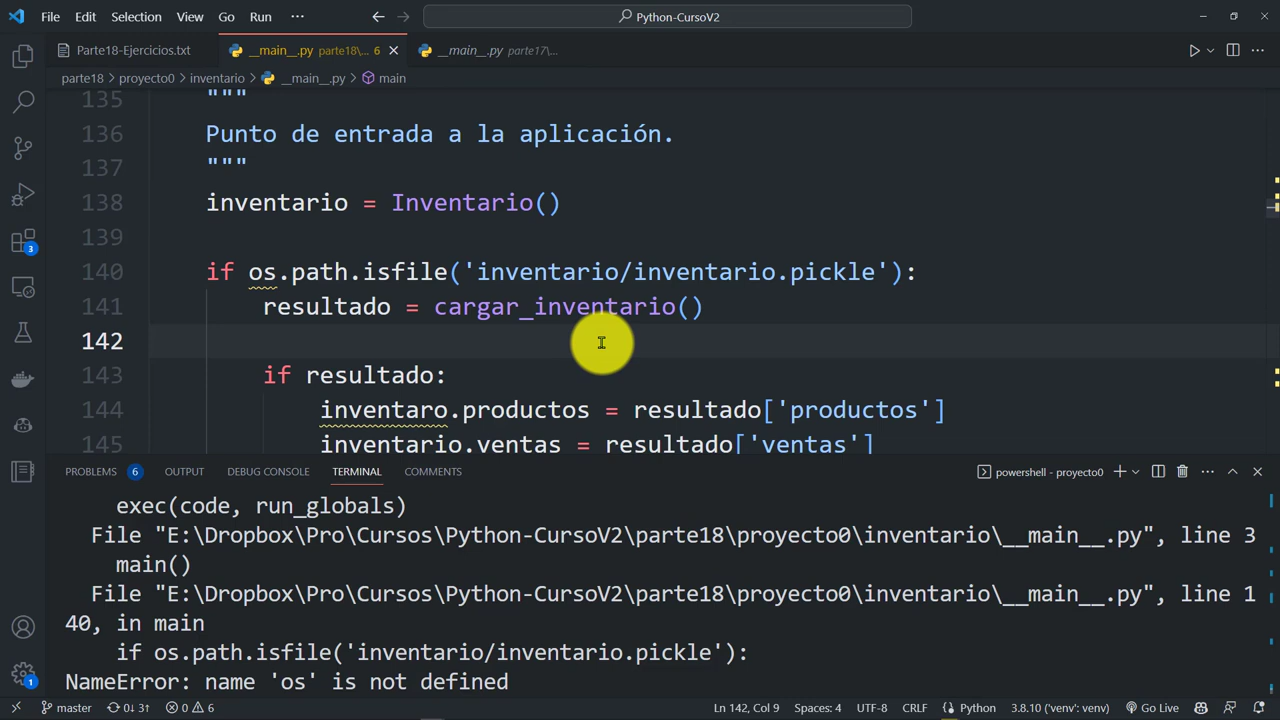 File Edit Selection View Go Run ··· Python-CursoV2
Parte18-Ejercicios.txt __main__.py parte18\... 6 __main__.py parte17\...
parte18 > proyecto0 > inventario > __main__.py > main
135 """
136 Punto de entrada a la aplicación.
137 """
138 inventario = Inventario()
139
140 if os.path.isfile('inventario/inventario.pickle'):
141 resultado = cargar_inventario()
142
143 if resultado:
144 inventaro.productos = resultado['productos']
145 inventario.ventas = resultado['ventas']
PROBLEMS 6 OUTPUT DEBUG CONSOLE TERMINAL COMMENTS powershell - proyecto0
exec(code, run_globals)
File "E:\Dropbox\Pro\Cursos\Python-CursoV2\parte18\proyecto0\inventario\__main__.py", line 3
main()
File "E:\Dropbox\Pro\Cursos\Python-CursoV2\parte18\proyecto0\inventario\__main__.py", line 1
40, in main
if os.path.isfile('inventario/inventario.pickle'):
NameError: name 'os' is not defined
3
1
master 0↓ 3↑ 0 6 Ln 142, Col 9 Spaces: 4 UTF-8 CRLF Python 3.8.10 ('venv': venv) Go Live